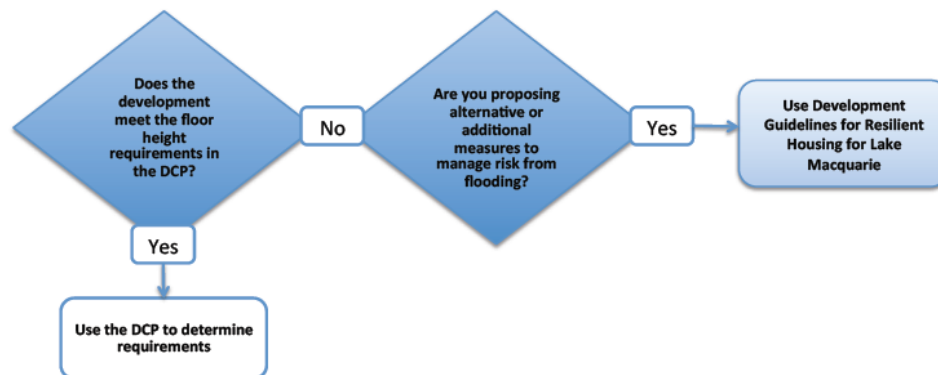 Does the
development
meet the floor
height
requirements in
the DCP?
No
Are you proposing
alternative or
additional
measures to
manage risk from
flooding?
Yes
Use Development
Guidelines for Resilient
Housing for Lake
Macquarie
Yes
Use the DCP to determine
requirements